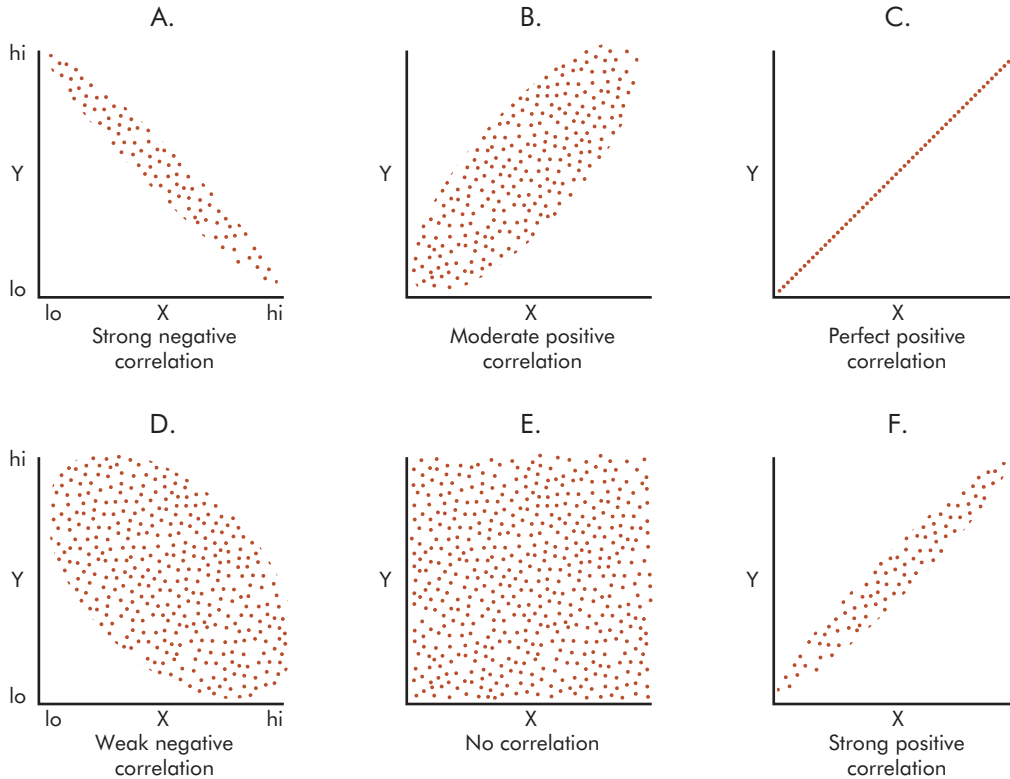 A.
B.
C.
hi
Y
Y
Y
lo
lo
X
hi
X
X
Strong negative
correlation
Moderate positive
correlation
Perfect positive
correlation
D.
E.
F.
hi
Y
Y
Y
lo
lo
X
hi
X
X
Weak negative
correlation
No correlation
Strong positive
correlation